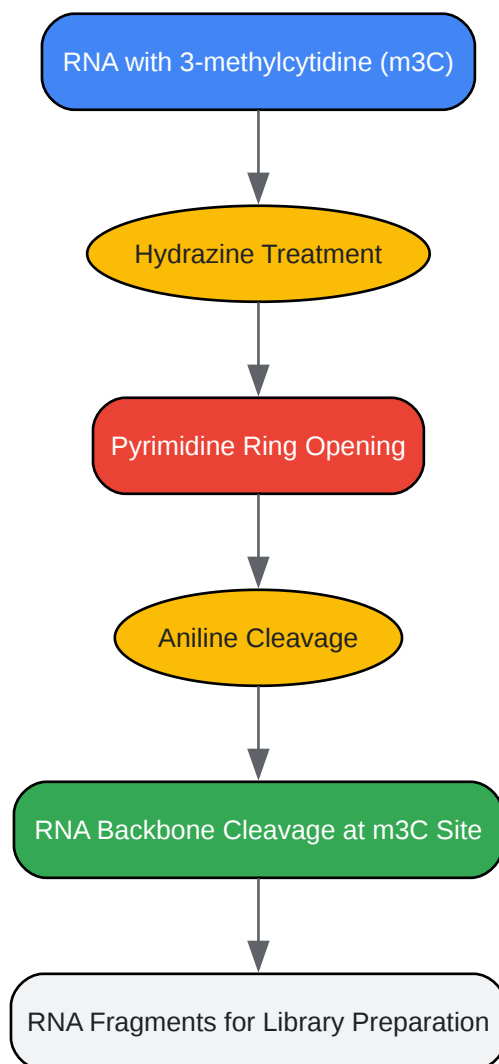 RNA with 3-methylcytidine (m3C)
Hydrazine Treatment
Pyrimidine Ring Opening
Aniline Cleavage
RNA Backbone Cleavage at m3C Site
RNA Fragments for Library Preparation